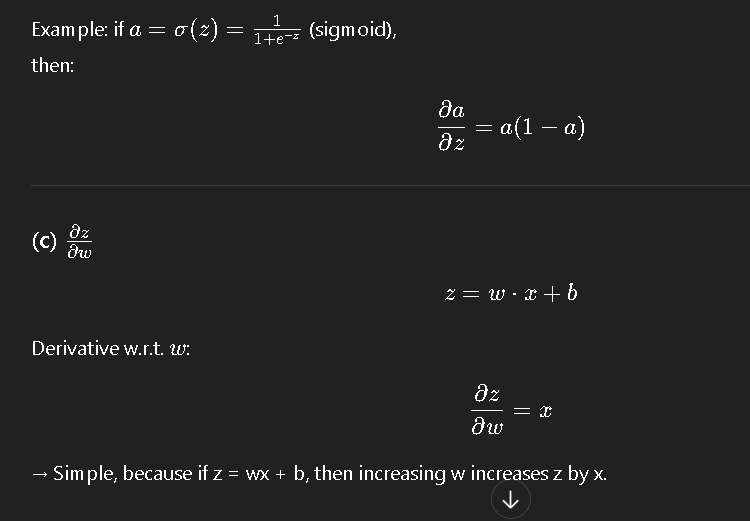 Example: if a = σ(z) = 1/(1+e^{-z}) (sigmoid),
then:
∂a/∂z = a(1 − a)
(c) ∂z/∂w
z = w · x + b
Derivative w.r.t. w:
∂z/∂w = x
→ Simple, because if z = wx + b, then increasing w increases z by x.